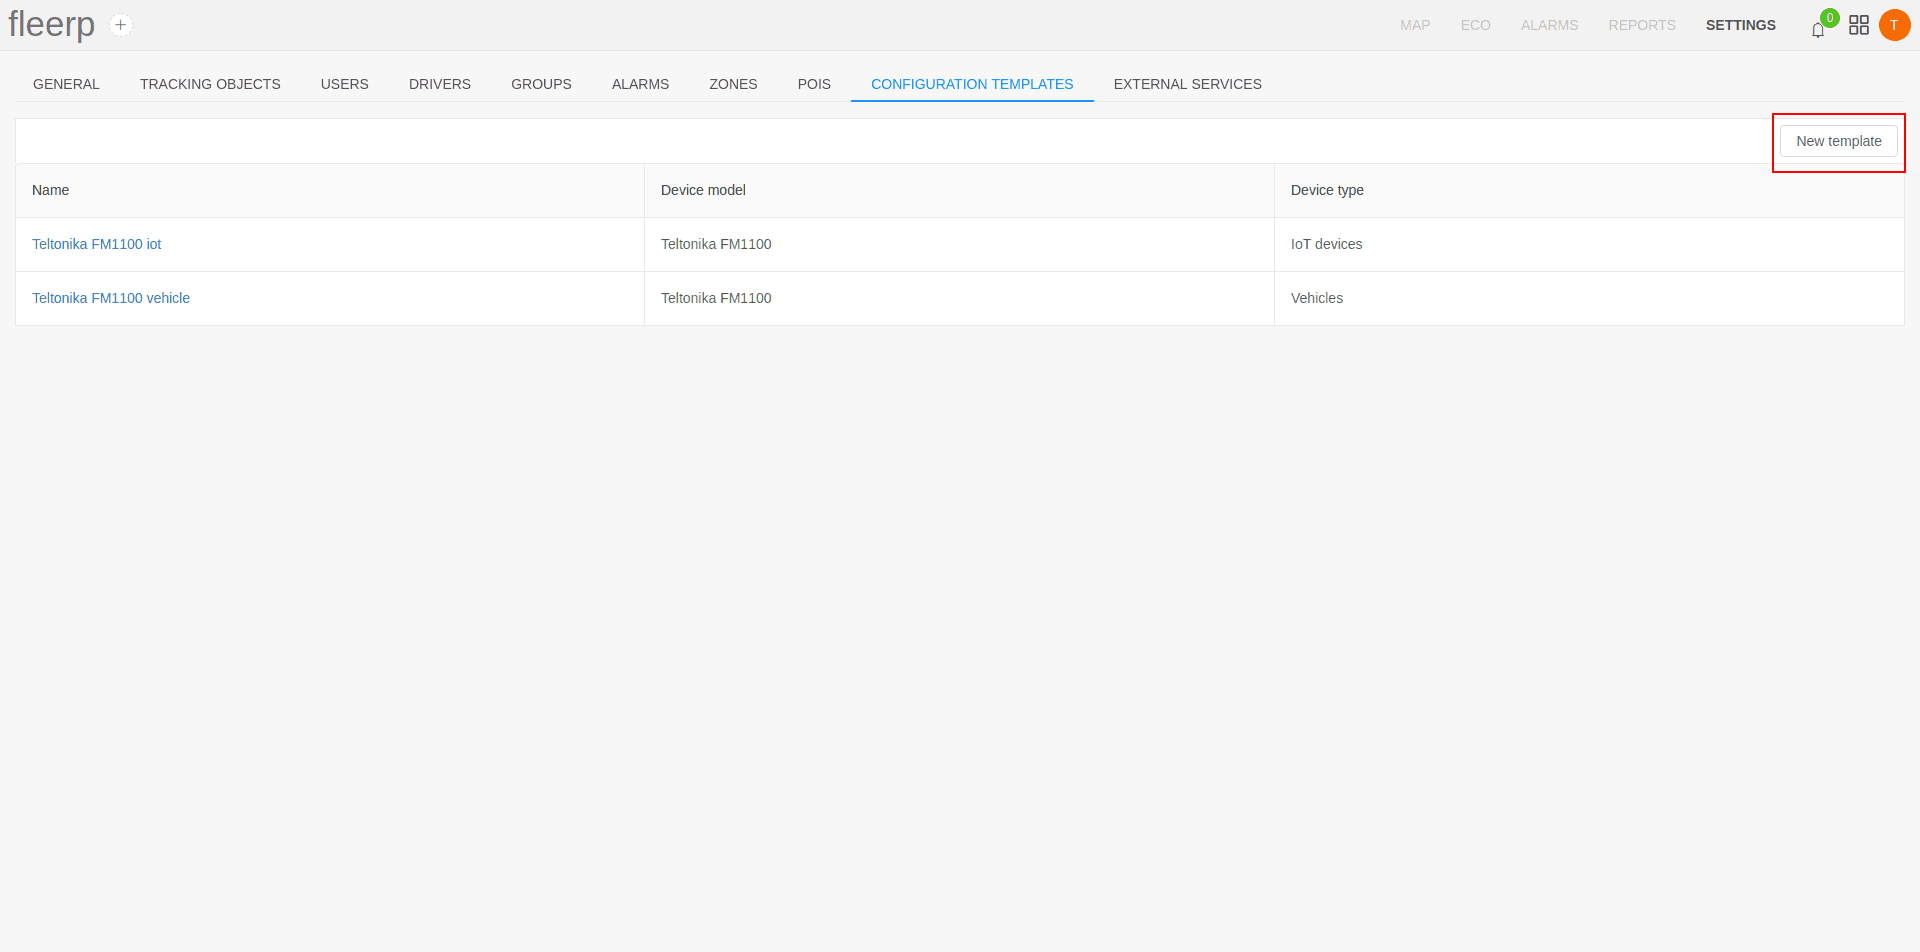 fleerp + MAP ECO ALARMS REPORTS SETTINGS 0 T
GENERAL TRACKING OBJECTS USERS DRIVERS GROUPS ALARMS ZONES POIS CONFIGURATION TEMPLATES EXTERNAL SERVICES
New template
Name Device model Device type
Teltonika FM1100 iot Teltonika FM1100 IoT devices
Teltonika FM1100 vehicle Teltonika FM1100 Vehicles